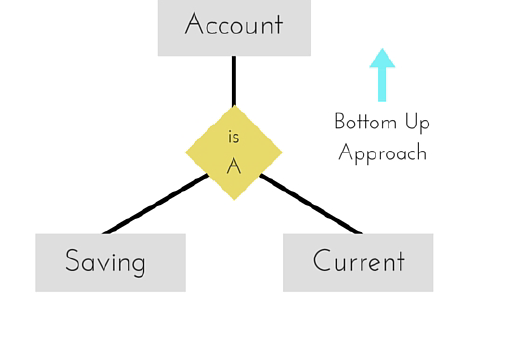 Account
is
A
Bottom Up
Approach
Saving
Current